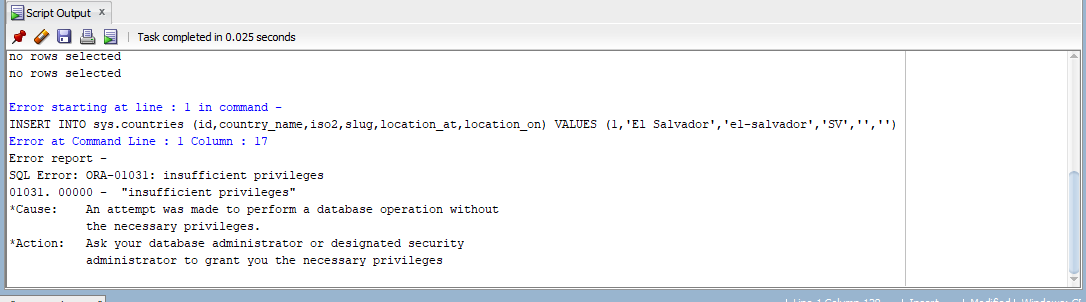 Script Output x
Task completed in 0.025 seconds
no rows selected
no rows selected
Error starting at line : 1 in command -
INSERT INTO sys.countries (id,country_name,iso2,slug,location_at,location_on) VALUES (1,'El Salvador','el-salvador','SV','','')
Error at Command Line : 1 Column : 17
Error report -
SQL Error: ORA-01031: insufficient privileges
01031. 00000 - "insufficient privileges"
*Cause: An attempt was made to perform a database operation without
the necessary privileges.
*Action: Ask your database administrator or designated security
administrator to grant you the necessary privileges